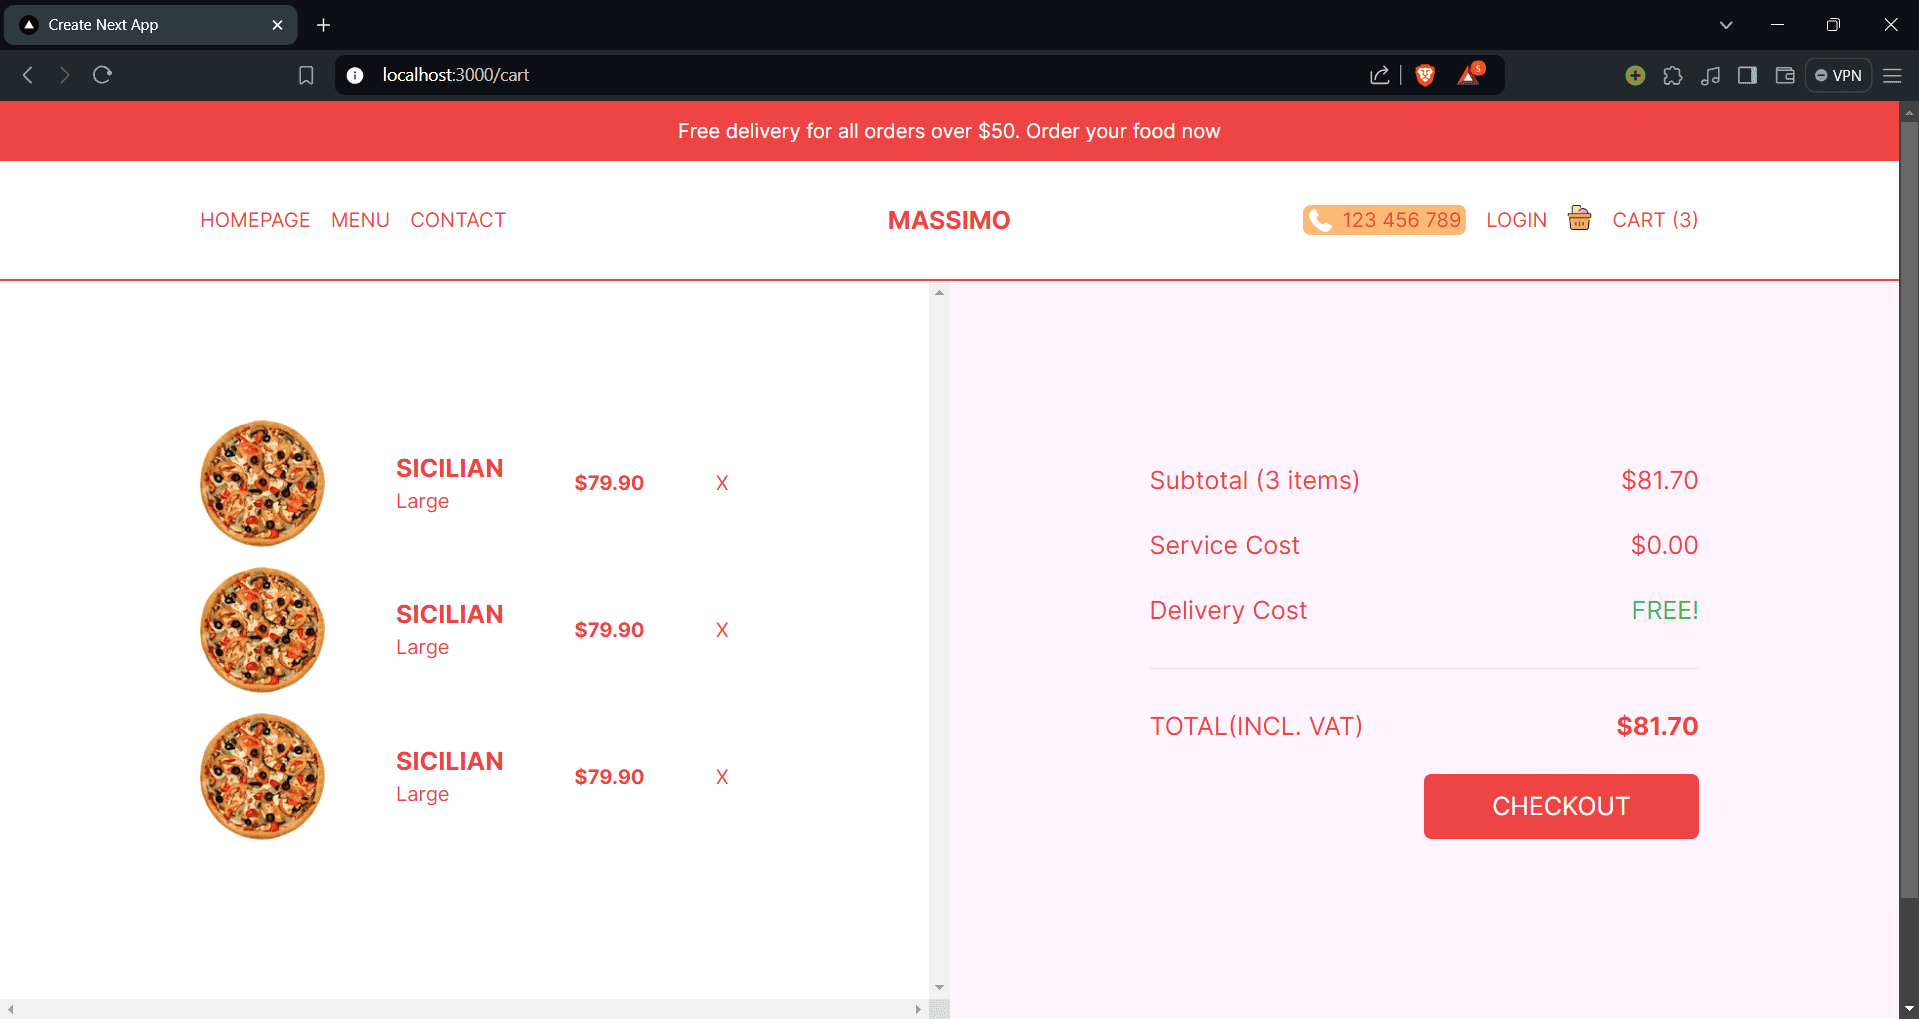 Create Next App
localhost:3000/cart
5
VPN
Free delivery for all orders over $50. Order your food now
HOMEPAGE MENU CONTACT
MASSIMO
123 456 789 LOGIN CART (3)
SICILIAN
Large
$79.90 X
SICILIAN
Large
$79.90 X
SICILIAN
Large
$79.90 X
Subtotal (3 items) $81.70
Service Cost $0.00
Delivery Cost FREE!
TOTAL(INCL. VAT) $81.70
CHECKOUT